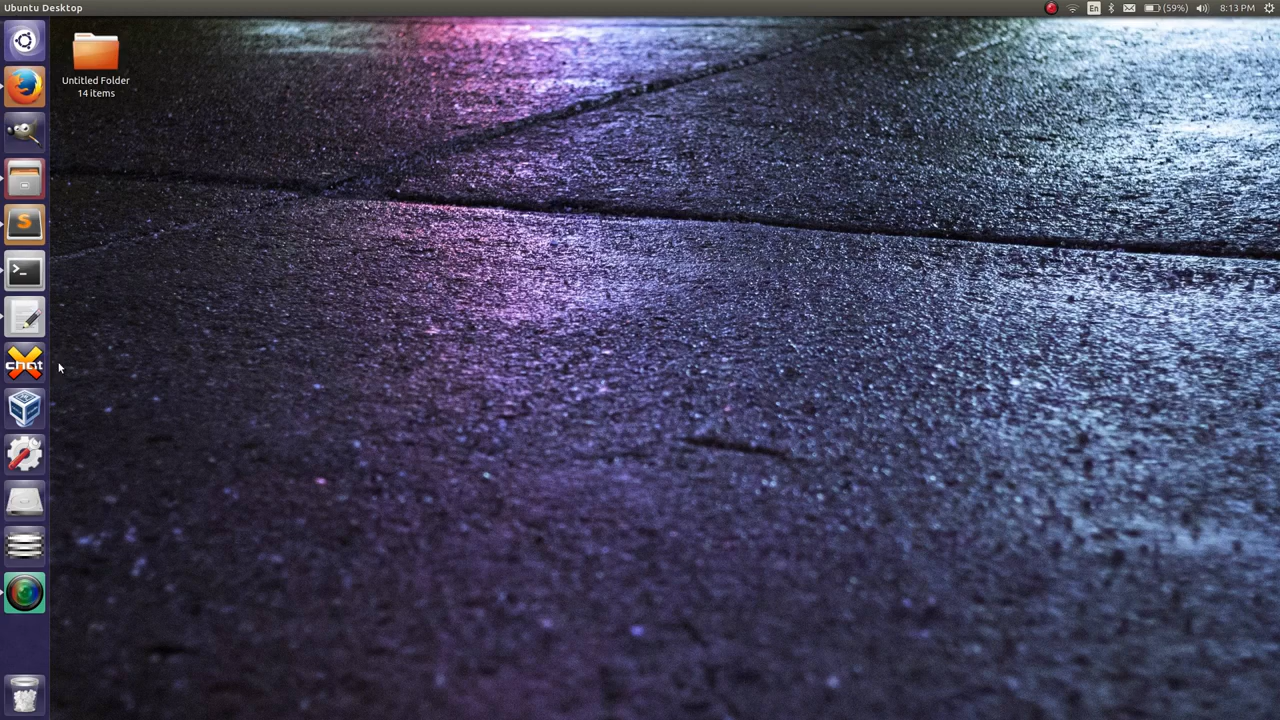 Ubuntu Desktop
En
(59%)
8:13 PM
Untitled Folder
14 items
S
>_
chat